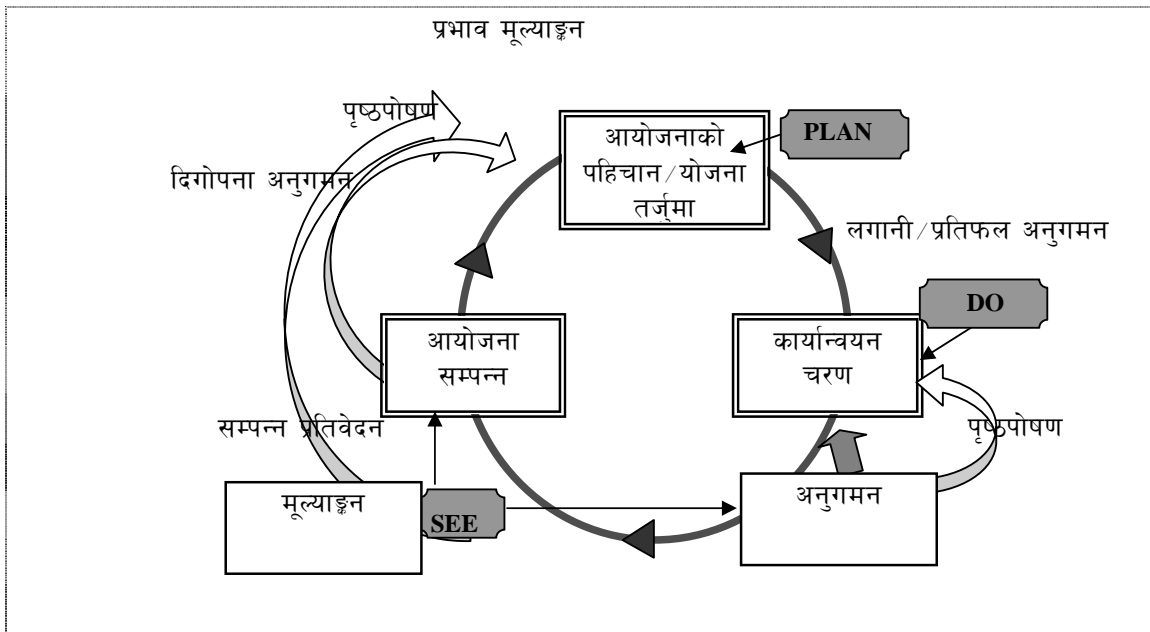 प्रभाव मूल्याङ्कन
पृष्ठपोषण
आयोजनाको
पहिचान/योजना
तर्जुमा
PLAN
दिगोपना अनुगमन
लगानी/प्रतिफल अनुगमन
DO
आयोजना
सम्पन्न
कार्यान्वयन
चरण
सम्पन्न प्रतिवेदन
पृष्ठपोषण
मूल्याङ्कन
SEE
अनुगमन